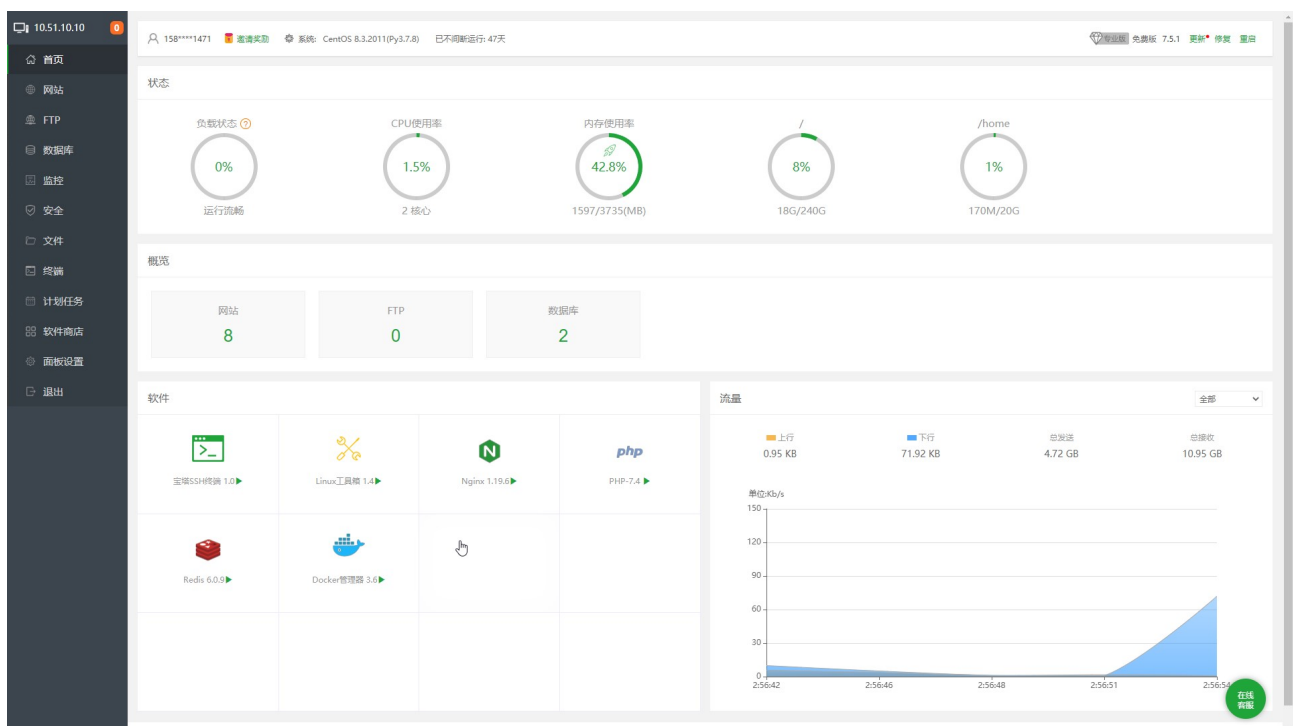 10.51.10.10 0
首页
网站
FTP
数据库
监控
安全
文件
终端
计划任务
软件商店
面板设置
退出
158****1471 邀请奖励 系统: CentOS 8.3.2011(Py3.7.8) 已不间断运行: 47天
专业版 免费版 7.5.1 更新 修复 重启
状态
负载状态 ? CPU使用率 内存使用率 / /home
0% 1.5% 42.8% 8% 1%
运行流畅 2 核心 1597/3735(MB) 18G/240G 170M/20G
概览
网站 FTP 数据库
8 0 2
软件
宝塔SSH终端 1.0 Linux工具箱 1.4 Nginx 1.19.6 php PHP-7.4
Redis 6.0.9 Docker管理器 3.6
流量 全部
上行 下行 总发送 总接收
0.95 KB 71.92 KB 4.72 GB 10.95 GB
单位:Kb/s
150
120
90
60
30
0
2:56:42 2:56:46 2:56:48 2:56:51 2:56:54
在线
客服